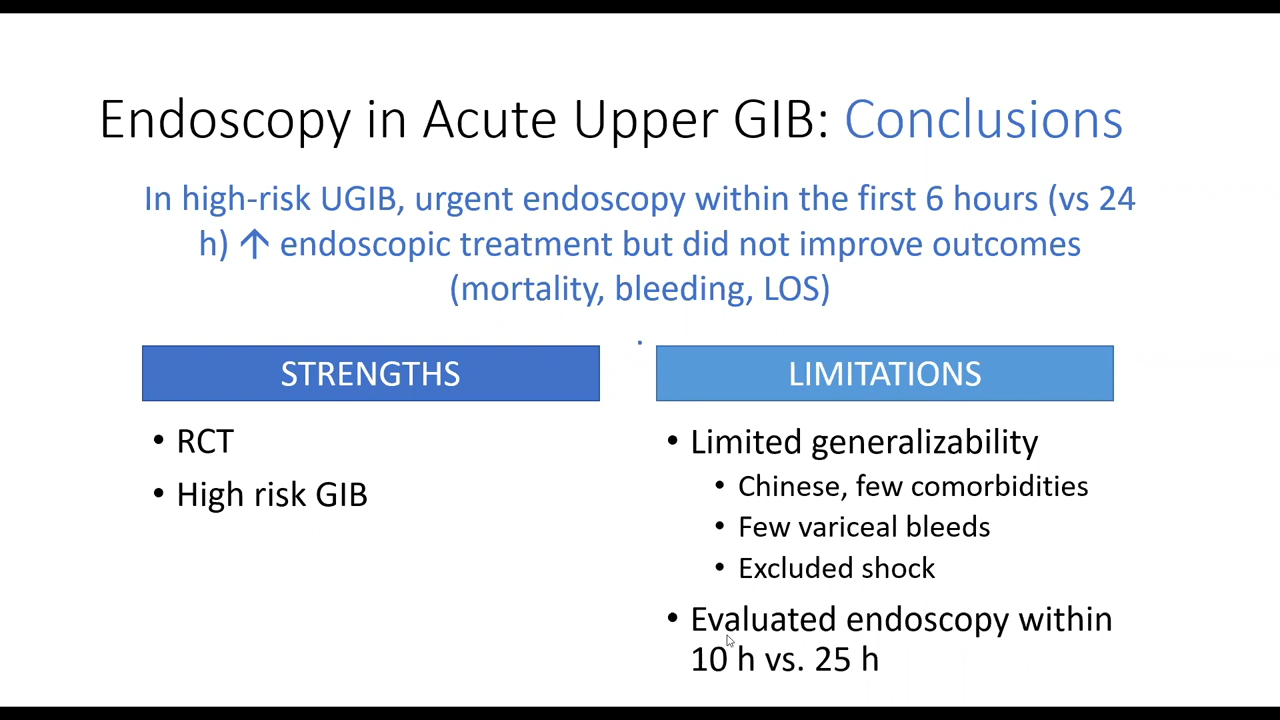 Endoscopy in Acute Upper GIB: Conclusions
In high-risk UGIB, urgent endoscopy within the first 6 hours (vs 24
h) ↑ endoscopic treatment but did not improve outcomes
(mortality, bleeding, LOS)
.
STRENGTHS
• RCT
• High risk GIB
LIMITATIONS
• Limited generalizability
• Chinese, few comorbidities
• Few variceal bleeds
• Excluded shock
• Evaluated endoscopy within
10 h vs. 25 h